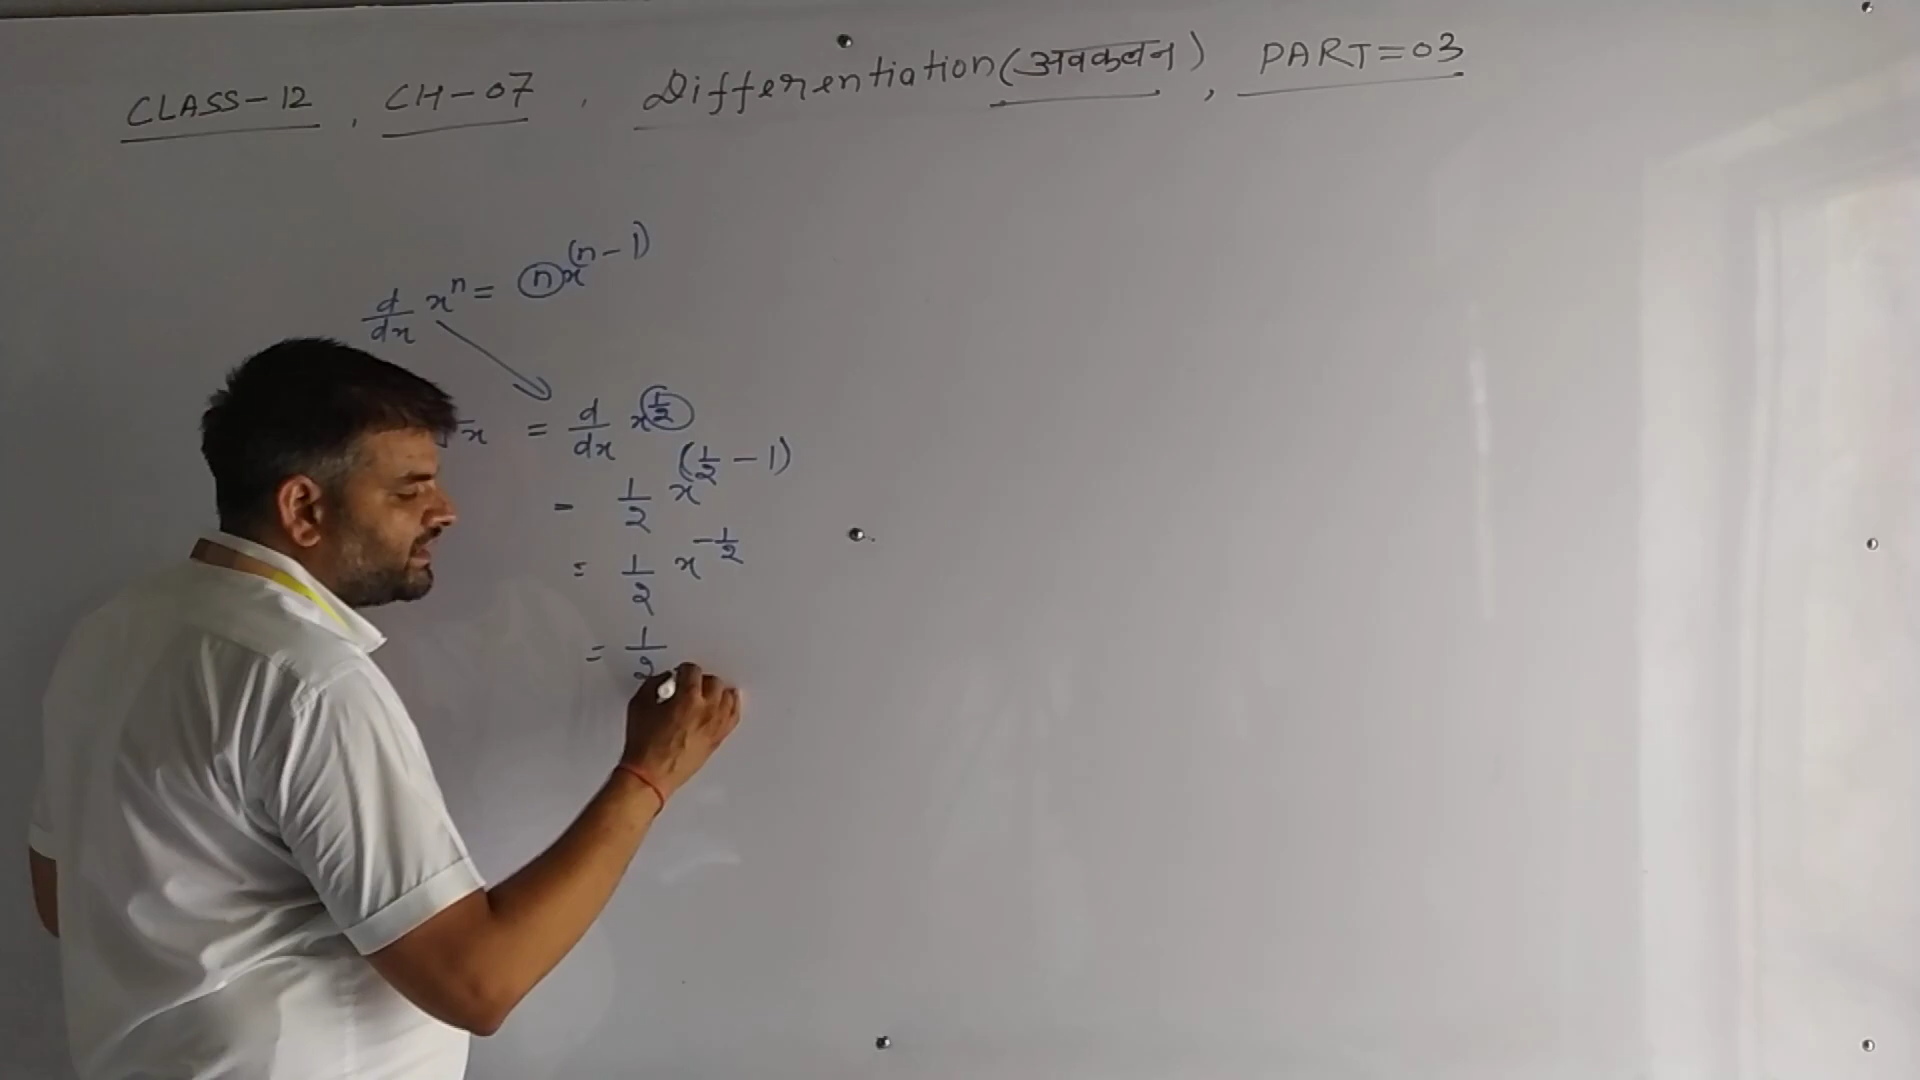 CLASS-12, CH-07, Differentiation(अवकलन), PART=03
d/dx x^n = n x^(n-1)
√x = d/dx x^1/2
= 1/2 x^(1/2 - 1)
= 1/2 x^-1/2
= 1/2